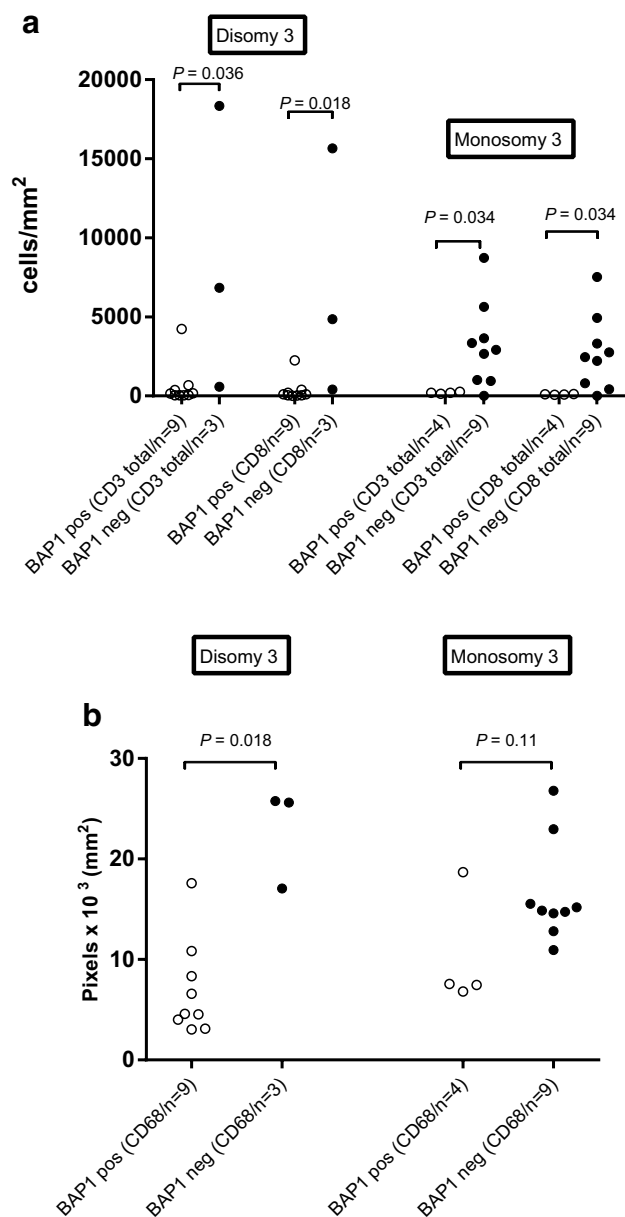 a
Disomy 3
P = 0.036
P = 0.018
Monosomy 3
P = 0.034
P = 0.034
cells/mm²
20000
15000
10000
5000
0
BAP1 pos (CD3 total/n=9)
BAP1 neg (CD3 total/n=3)
BAP1 pos (CD8/n=9)
BAP1 neg (CD8/n=3)
BAP1 pos (CD3 total/n=4)
BAP1 neg (CD3 total/n=9)
BAP1 pos (CD8 total/n=4)
BAP1 neg (CD8 total/n=9)
Disomy 3
Monosomy 3
b
P = 0.018
P = 0.11
Pixels x 10 ³ (mm²)
30
20
10
0
BAP1 pos (CD68/n=9)
BAP1 neg (CD68/n=3)
BAP1 pos (CD68/n=4)
BAP1 neg (CD68/n=9)